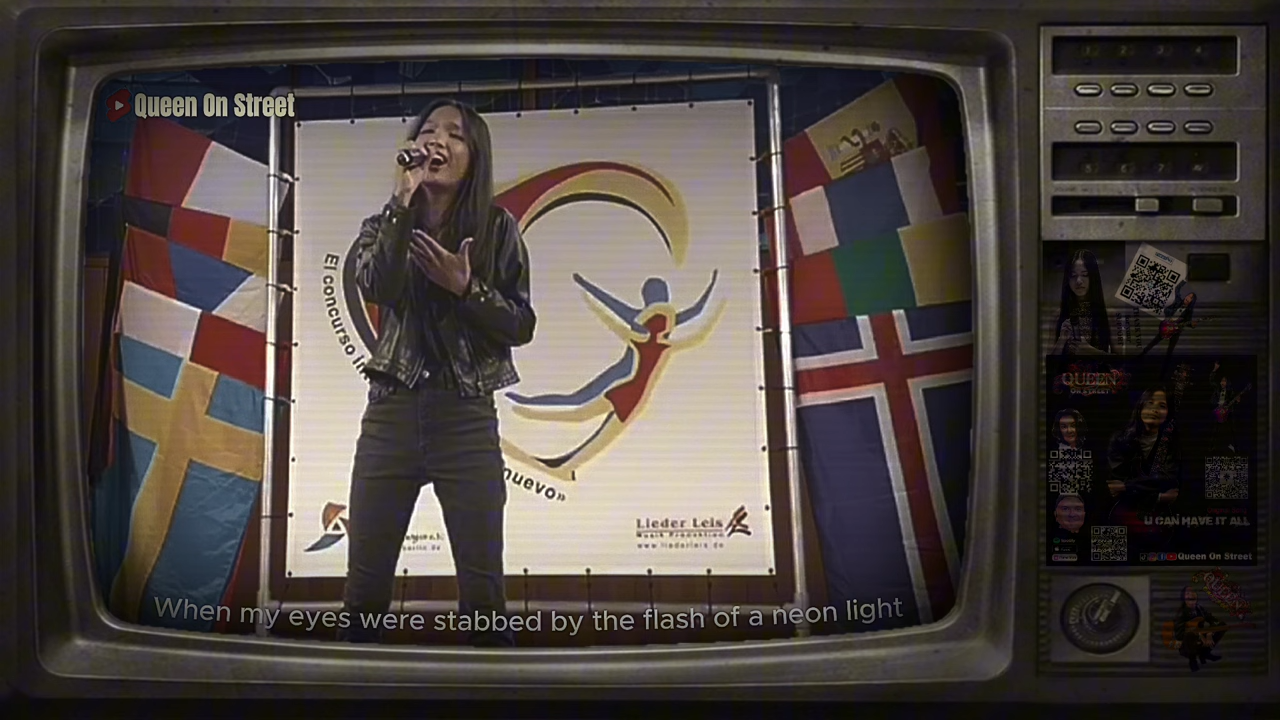 Queen On Street
El concurso in
nuevo»
Lieder Leis
Musik Produktion
www.liederleis.de
When my eyes were stabbed by the flash of a neon light
QUEEN
ON STREET
U CAN HAVE IT ALL
Queen On Street